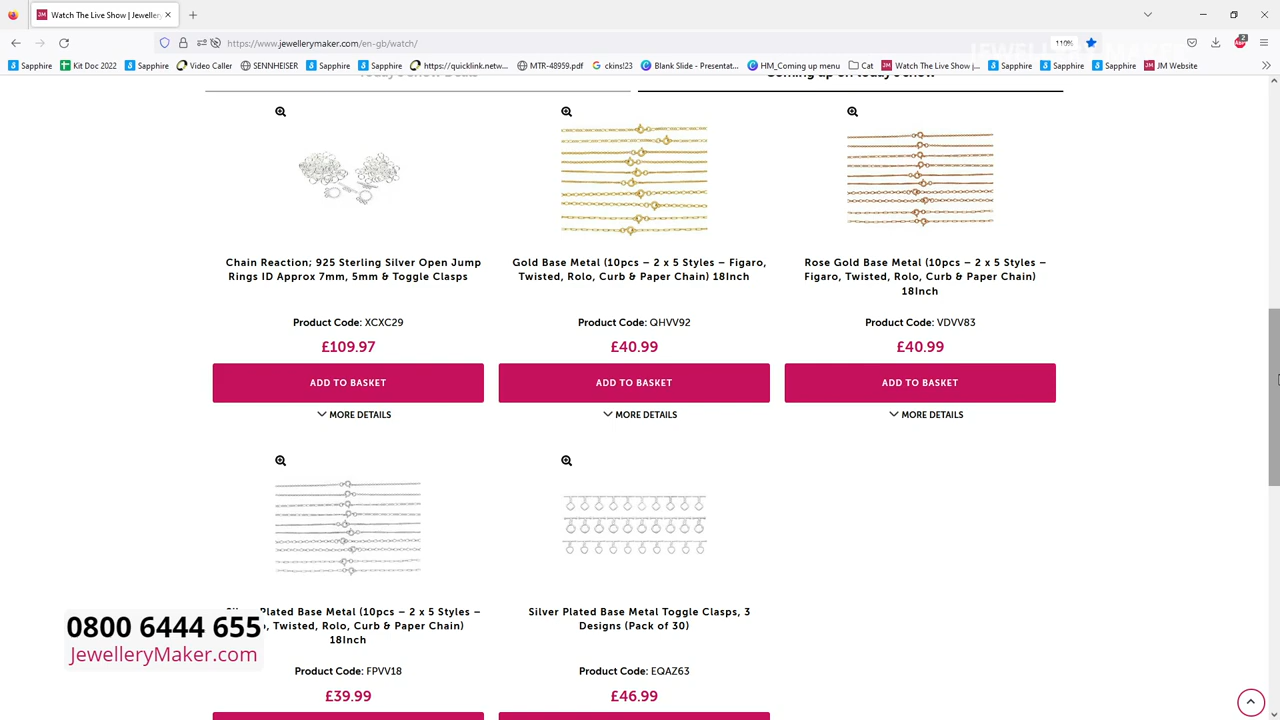 Watch The Live Show | Jeweller
https://www.jewellerymaker.com/en-gb/watch/
110%
2
Sapphire
Kit Doc 2022
Sapphire
Video Caller
SENNHEISER
Sapphire
Sapphire
https://quicklink.netw...
MTR-48959.pdf
ckins!23
Blank Slide - Presentat...
HM_Coming up menu
Cat
Watch The Live Show |...
Sapphire
Sapphire
Sapphire
JM Website
Coming up on today's show
Chain Reaction; 925 Sterling Silver Open Jump
Rings ID Approx 7mm, 5mm & Toggle Clasps
Product Code: XCXC29
£109.97
ADD TO BASKET
MORE DETAILS
Gold Base Metal (10pcs – 2 x 5 Styles – Figaro,
Twisted, Rolo, Curb & Paper Chain) 18Inch
Product Code: QHVV92
£40.99
ADD TO BASKET
MORE DETAILS
Rose Gold Base Metal (10pcs – 2 x 5 Styles –
Figaro, Twisted, Rolo, Curb & Paper Chain)
18Inch
Product Code: VDVV83
£40.99
ADD TO BASKET
MORE DETAILS
Plated Base Metal (10pcs – 2 x 5 Styles –
Twisted, Rolo, Curb & Paper Chain)
18Inch
Product Code: FPVV18
£39.99
Silver Plated Base Metal Toggle Clasps, 3
Designs (Pack of 30)
Product Code: EQAZ63
£46.99
0800 6444 655
JewelleryMaker.com